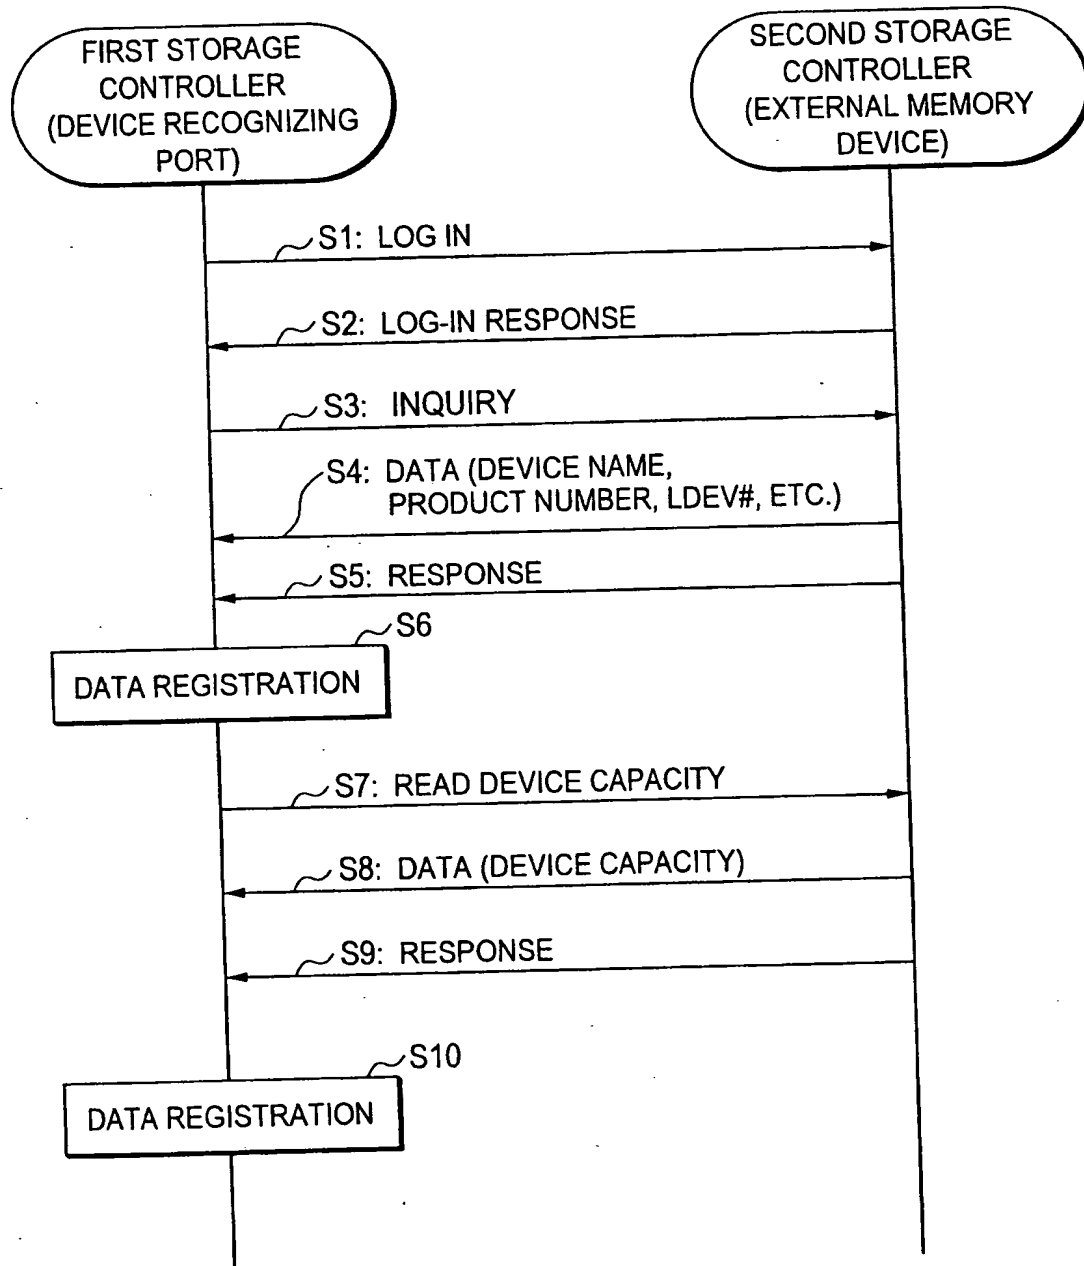 FIRST STORAGE
CONTROLLER
(DEVICE RECOGNIZING
PORT)
SECOND STORAGE
CONTROLLER
(EXTERNAL MEMORY
DEVICE)
S1: LOG IN
S2: LOG-IN RESPONSE
S3: INQUIRY
S4: DATA (DEVICE NAME,
PRODUCT NUMBER, LDEV#, ETC.)
S5: RESPONSE
S6
DATA REGISTRATION
S7: READ DEVICE CAPACITY
S8: DATA (DEVICE CAPACITY)
S9: RESPONSE
S10
DATA REGISTRATION